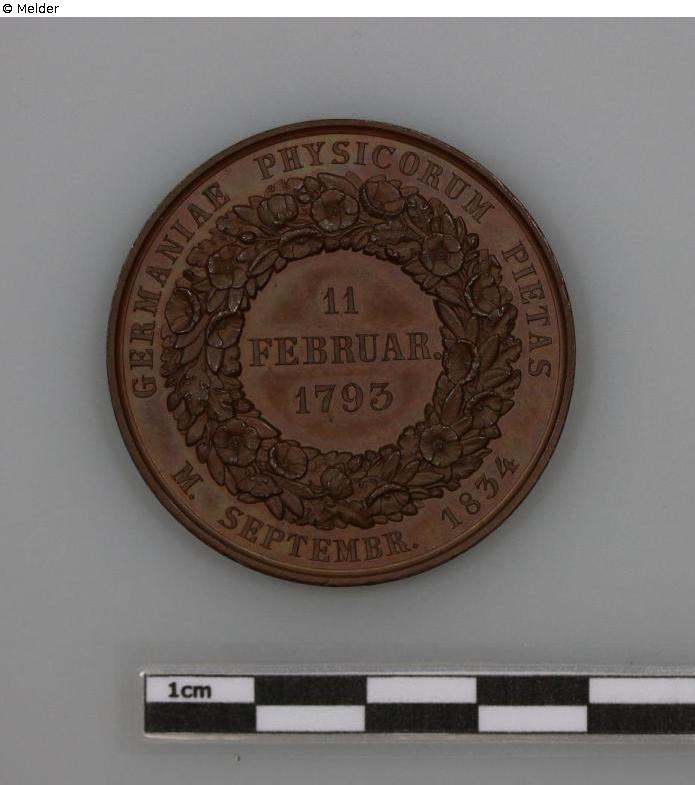 © Melder
GERMANIAE PHYSICORUM PIETAS
M. SEPTEMBR. 1834
11
FEBRUAR.
1793
1cm